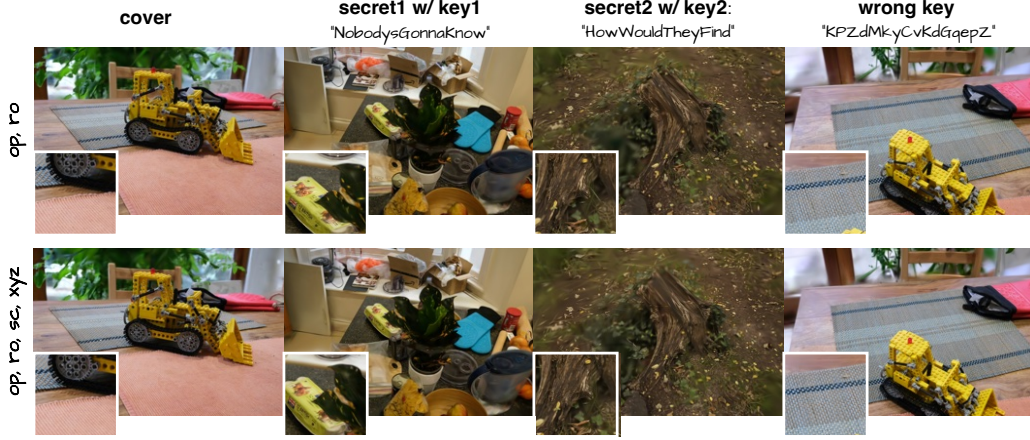 cover
secret1 w/ key1
"NobodysGonnaKnow"
secret2 w/ key2:
"HowWouldTheyFind"
wrong key
"KPZdMkyCvKdGqepZ"
op, ro
op, ro, sc, xyz